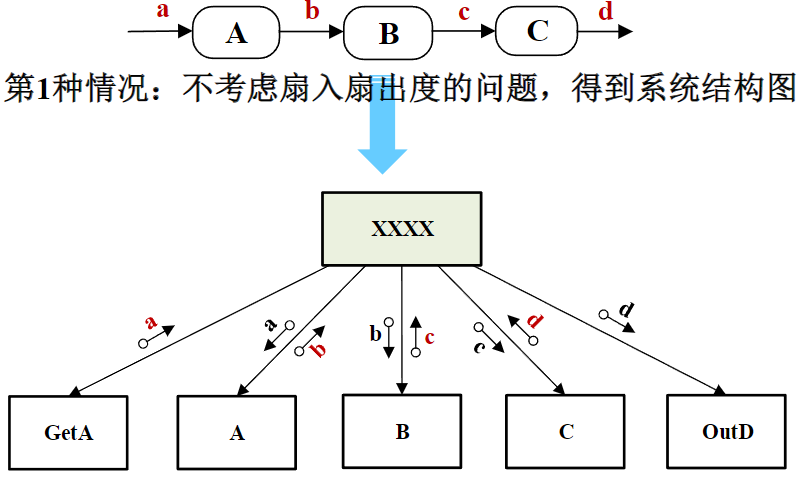 a b c d
A B C
第1种情况：不考虑扇入扇出度的问题，得到系统结构图
XXXX
a a b b c c d d
GetA A B C OutD